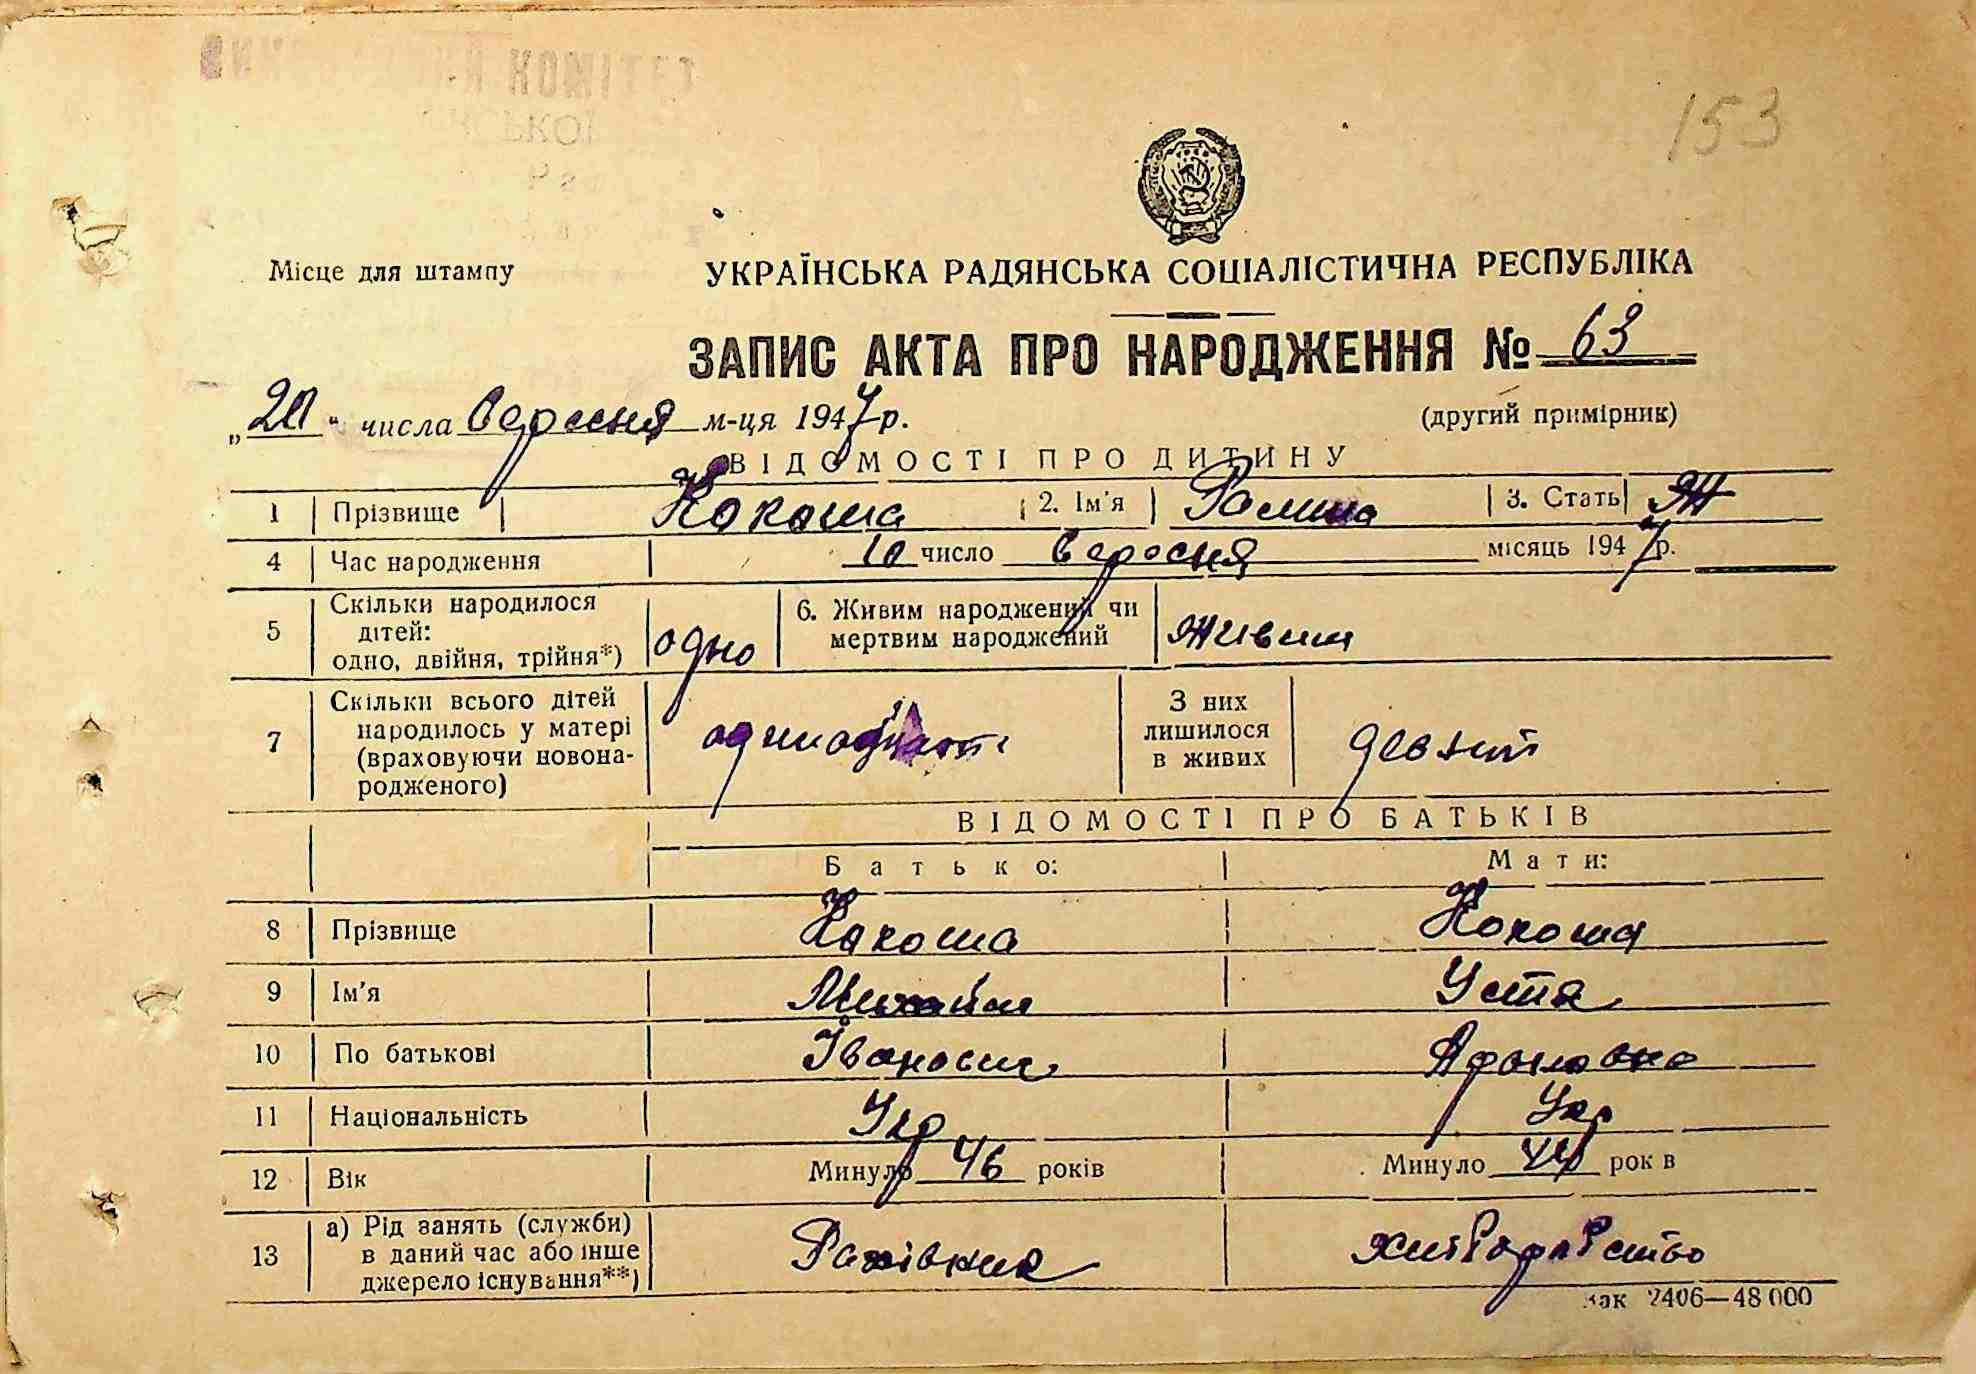 КОМІТЕТ
153
Місце для штампу
УКРАЇНСЬКА РАДЯНСЬКА СОЦІАЛІСТИЧНА РЕСПУБЛІКА
ЗАПИС АКТА ПРО НАРОДЖЕННЯ № 63
„20“ числа вересня м-ця 1947 р.
(другий примірник)
ВІДОМОСТІ ПРО ДИТИНУ
1 Прізвище Кокоша 2. Ім'я Галина 3. Стать Ж
4 Час народження 10 число вересня місяць 1947 р.
5 Скільки народилося дітей: одно, двійня, трійня*) одно 6. Живим народжений чи мертвим народжений живим
7 Скільки всього дітей народилось у матері (враховуючи новонародженого) З них лишилося в живих девять
ВІДОМОСТІ ПРО БАТЬКІВ
Батько: Мати:
8 Прізвище Кокоша Кокоша
9 Ім'я Михайло Устя
10 По батькові Іванович
11 Національність Укр Укр
12 Вік Минуло 46 років Минуло 44 рок в
13 а) Рід занять (служби) в даний час або інше джерело існування**)
зак 2406—48 000